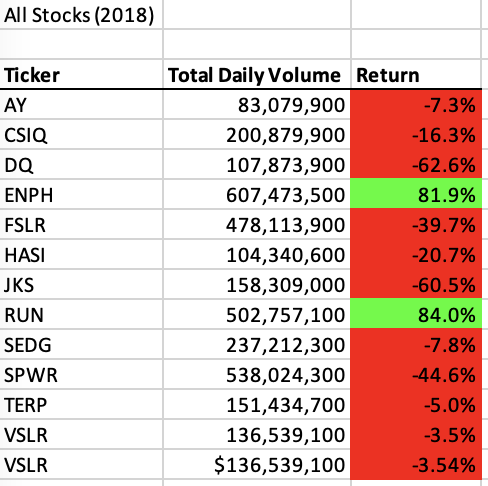 All Stocks (2018)
Ticker Total Daily Volume Return
AY 83,079,900 -7.3%
CSIQ 200,879,900 -16.3%
DQ 107,873,900 -62.6%
ENPH 607,473,500 81.9%
FSLR 478,113,900 -39.7%
HASI 104,340,600 -20.7%
JKS 158,309,000 -60.5%
RUN 502,757,100 84.0%
SEDG 237,212,300 -7.8%
SPWR 538,024,300 -44.6%
TERP 151,434,700 -5.0%
VSLR 136,539,100 -3.5%
VSLR $136,539,100 -3.54%